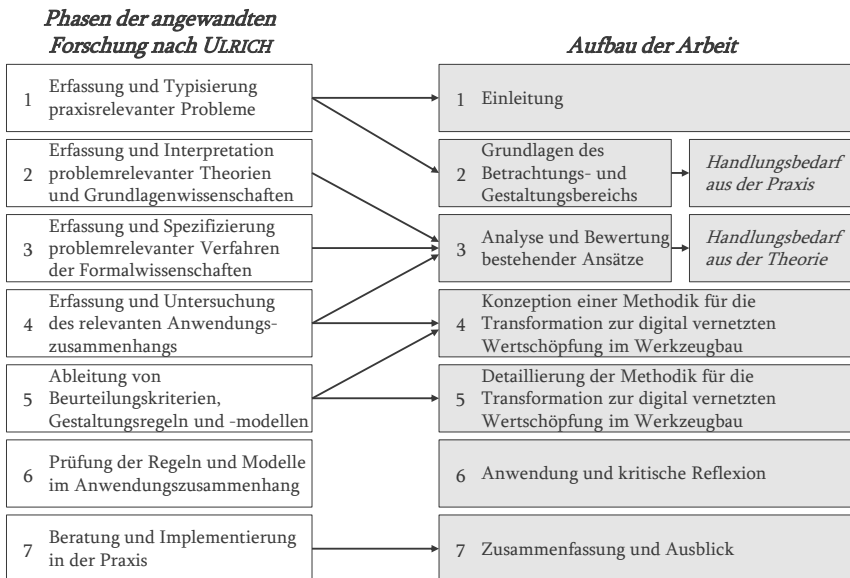 Phasen der angewandten
Forschung nach ULRICH
Aufbau der Arbeit
1 Erfassung und Typisierung
praxisrelevanter Probleme
1 Einleitung
2 Erfassung und Interpretation
problemrelevanter Theorien
und Grundlagenwissenschaften
2 Grundlagen des
Betrachtungs- und
Gestaltungsbereichs
Handlungsbedarf
aus der Praxis
3 Erfassung und Spezifizierung
problemrelevanter Verfahren
der Formalwissenschaften
3 Analyse und Bewertung
bestehender Ansätze
Handlungsbedarf
aus der Theorie
4 Erfassung und Untersuchung
des relevanten Anwendungs-
zusammenhangs
4 Konzeption einer Methodik für die
Transformation zur digital vernetzten
Wertschöpfung im Werkzeugbau
5 Ableitung von
Beurteilungskriterien,
Gestaltungsregeln und -modellen
5 Detaillierung der Methodik für die
Transformation zur digital vernetzten
Wertschöpfung im Werkzeugbau
6 Prüfung der Regeln und Modelle
im Anwendungszusammenhang
6 Anwendung und kritische Reflexion
7 Beratung und Implementierung
in der Praxis
7 Zusammenfassung und Ausblick